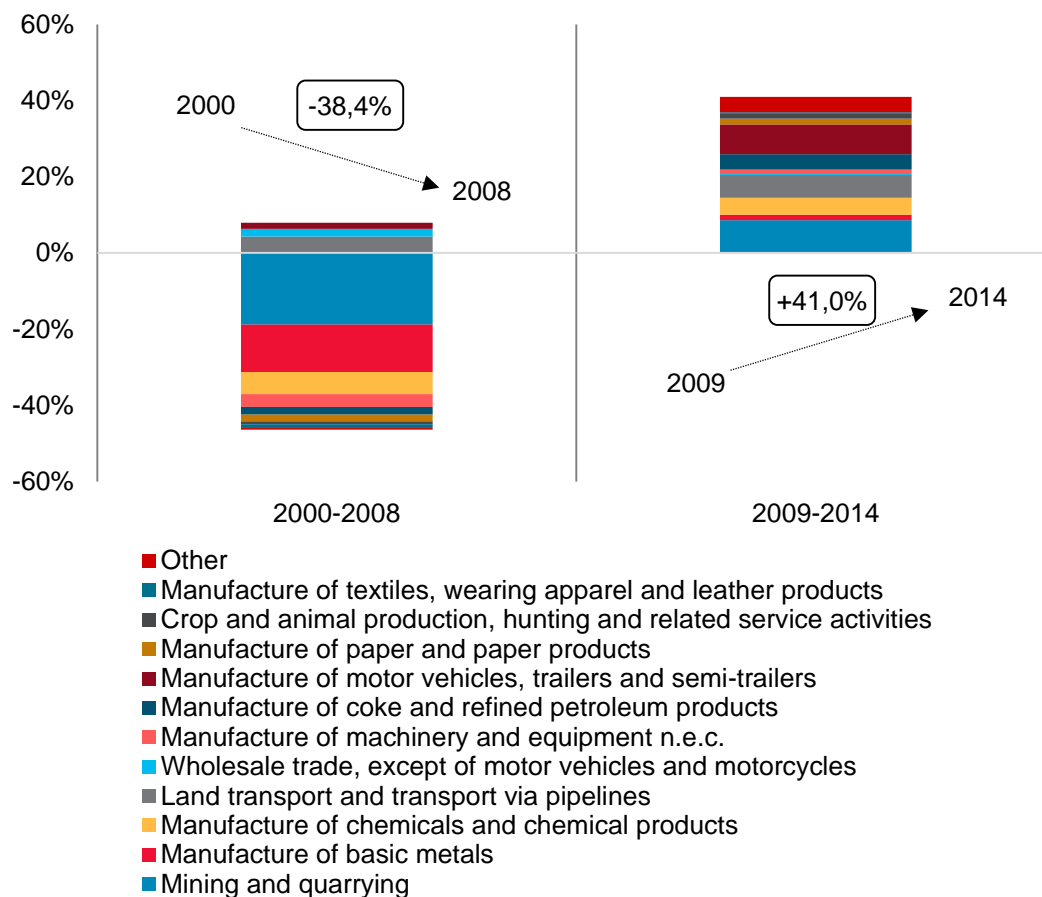 60%
40%
20%
0%
-20%
-40%
-60%
2000
-38,4%
2008
+41,0%
2014
2009
2000-2008
2009-2014
Other
Manufacture of textiles, wearing apparel and leather products
Crop and animal production, hunting and related service activities
Manufacture of paper and paper products
Manufacture of motor vehicles, trailers and semi-trailers
Manufacture of coke and refined petroleum products
Manufacture of machinery and equipment n.e.c.
Wholesale trade, except of motor vehicles and motorcycles
Land transport and transport via pipelines
Manufacture of chemicals and chemical products
Manufacture of basic metals
Mining and quarrying